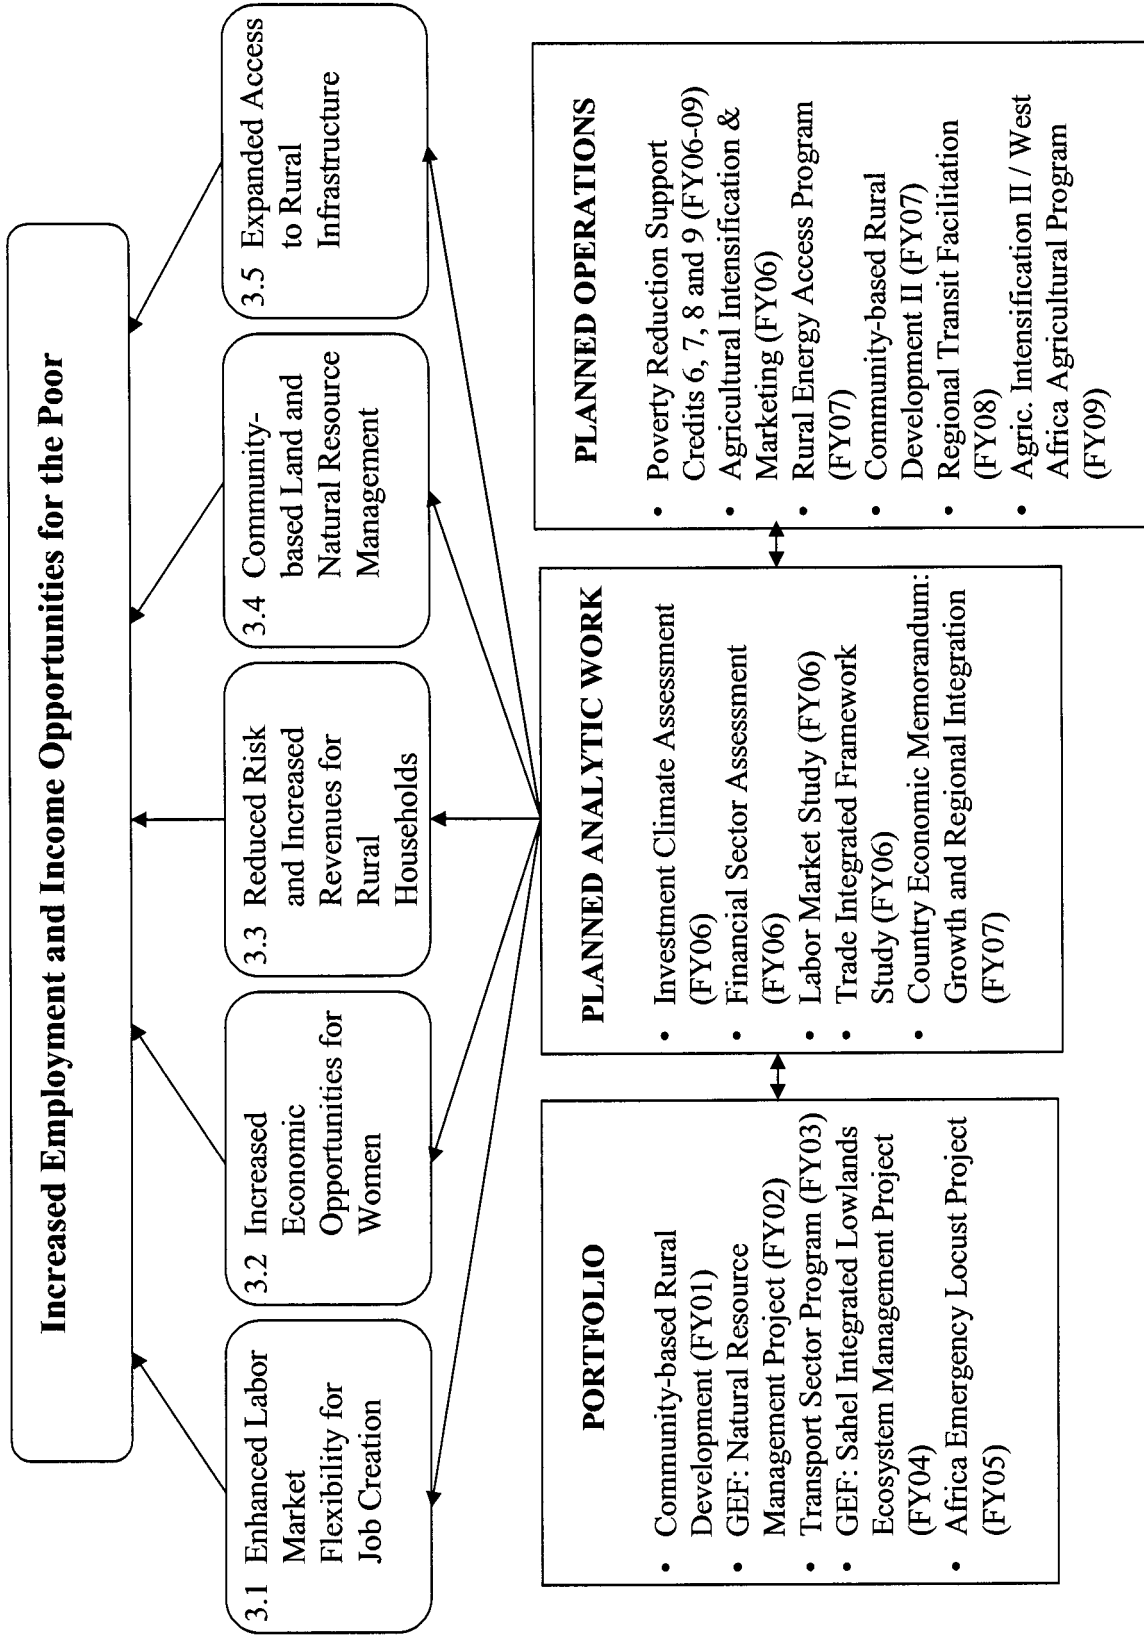 Increased Employment and Income Opportunities for the Poor
3.1 Enhanced Labor
Market
Flexibility for
Job Creation
3.2 Increased
Economic
Opportunities for
Women
3.3 Reduced Risk
and Increased
Revenues for
Rural
Households
3.4 Community-
based Land and
Natural Resource
Management
3.5 Expanded Access
to Rural
Infrastructure
PORTFOLIO
• Community-based Rural
Development (FY01)
• GEF: Natural Resource
Management Project (FY02)
• Transport Sector Program (FY03)
• GEF: Sahel Integrated Lowlands
Ecosystem Management Project
(FY04)
• Africa Emergency Locust Project
(FY05)
PLANNED ANALYTIC WORK
• Investment Climate Assessment
(FY06)
• Financial Sector Assessment
(FY06)
• Labor Market Study (FY06)
• Trade Integrated Framework
Study (FY06)
• Country Economic Memorandum:
Growth and Regional Integration
(FY07)
PLANNED OPERATIONS
• Poverty Reduction Support
Credits 6, 7, 8 and 9 (FY06-09)
• Agricultural Intensification &
Marketing (FY06)
• Rural Energy Access Program
(FY07)
• Community-based Rural
Development II (FY07)
• Regional Transit Facilitation
(FY08)
• Agric. Intensification II / West
Africa Agricultural Program
(FY09)